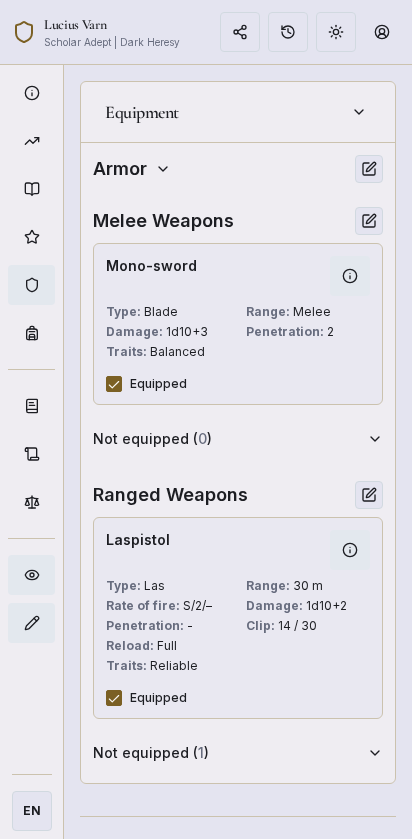 Lucius Varn
Scholar Adept | Dark Heresy
Equipment
Armor
Melee Weapons
Mono-sword
Type: Blade
Range: Melee
Damage: 1d10+3
Penetration: 2
Traits: Balanced
Equipped
Not equipped (0)
Ranged Weapons
Laspistol
Type: Las
Range: 30 m
Rate of fire: S/2/–
Damage: 1d10+2
Penetration: -
Clip: 14 / 30
Reload: Full
Traits: Reliable
Equipped
Not equipped (1)
EN